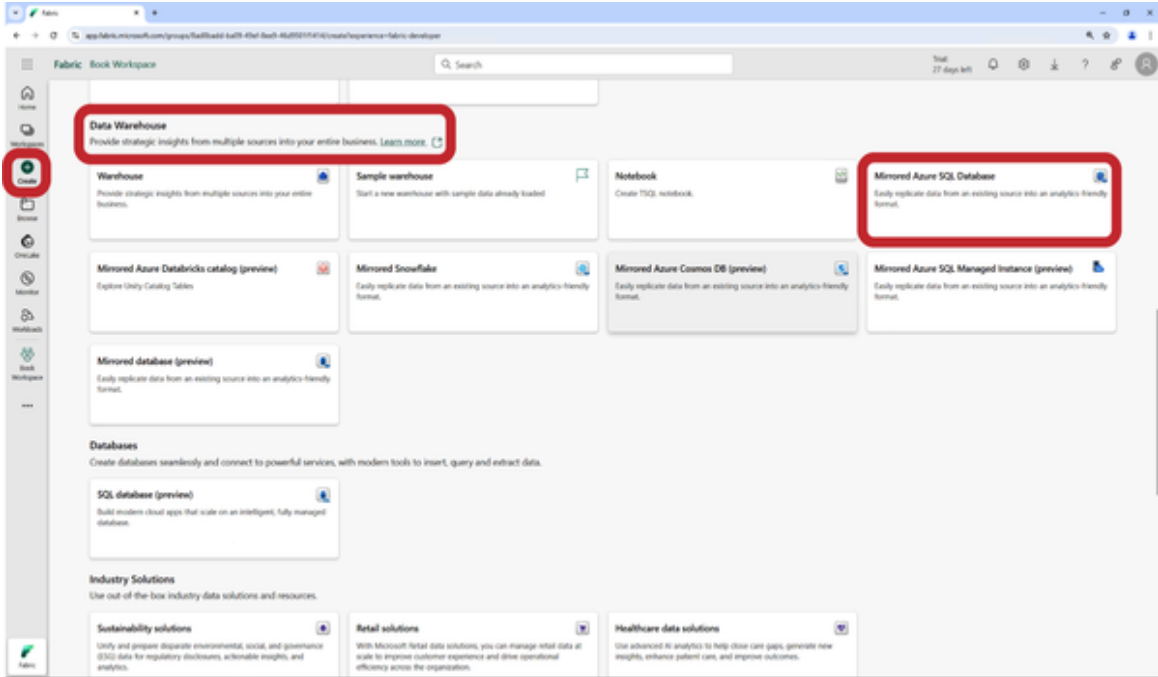 Fabric
app.fabric.microsoft.com/groups/
/create?experience=fabric-developer
Fabric Book Workspace
Search
Trial:
27 days left
Home
Workspaces
Create
Browse
OneLake
Monitor
Workloads
Book
Workspace
Fabric
Data Warehouse
Provide strategic insights from multiple sources into your entire business. Learn more.
Warehouse
Provide strategic insights from multiple sources into your entire
business.
Sample warehouse
Start a new warehouse with sample data already loaded
Notebook
Create TSQL notebook.
Mirrored Azure SQL Database
Easily replicate data from an existing source into an analytics-friendly
format.
Mirrored Azure Databricks catalog (preview)
Explore Unity Catalog Tables
Mirrored Snowflake
Easily replicate data from an existing source into an analytics-friendly
format.
Mirrored Azure Cosmos DB (preview)
Easily replicate data from an existing source into an analytics-friendly
format.
Mirrored Azure SQL Managed Instance (preview)
Easily replicate data from an existing source into an analytics-friendly
format.
Mirrored database (preview)
Easily replicate data from an existing source into an analytics-friendly
format.
Databases
Create databases seamlessly and connect to powerful services, with modern tools to insert, query and extract data.
SQL database (preview)
Build modern cloud apps that scale on an intelligent, fully managed
database.
Industry Solutions
Use out-of-the-box industry data solutions and resources.
Sustainability solutions
Unify and prepare disparate environmental, social, and governance
(ESG) data for regulatory disclosures, actionable insights, and
analytics.
Retail solutions
With Microsoft Retail data solutions, you can manage retail data at
scale to improve customer experience and drive operational
efficiency across the organization.
Healthcare data solutions
Use advanced AI analytics to help close care gaps, generate new
insights, enhance patient care, and improve outcomes.